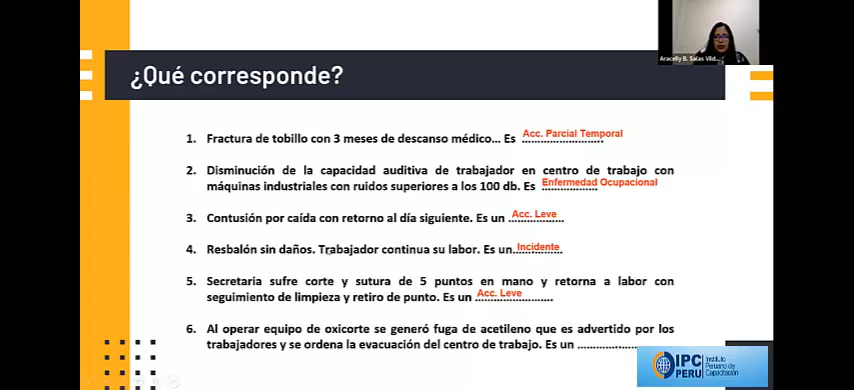 Aracelly B. Salas Vild...
¿Qué corresponde?
1. Fractura de tobillo con 3 meses de descanso médico... Es Acc. Parcial Temporal
2. Disminución de la capacidad auditiva de trabajador en centro de trabajo con
máquinas industriales con ruidos superiores a los 100 db. Es Enfermedad Ocupacional
3. Contusión por caída con retorno al día siguiente. Es un Acc. Leve
4. Resbalón sin daños. Trabajador continua su labor. Es un Incidente
5. Secretaria sufre corte y sutura de 5 puntos en mano y retorna a labor con
seguimiento de limpieza y retiro de punto. Es un Acc. Leve
6. Al operar equipo de oxicorte se generó fuga de acetileno que es advertido por los
trabajadores y se ordena la evacuación del centro de trabajo. Es un ..................
IPC
PERU
Instituto
Peruano de
Capacitación